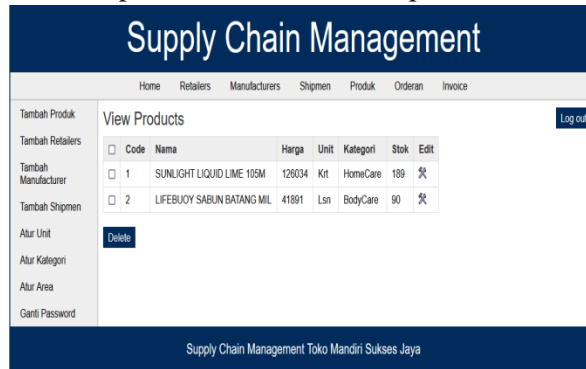 Supply Chain Management
Home Retailers Manufacturers Shipmen Produk Orderan Invoice
Tambah Produk
Tambah Retailers
Tambah
Manufacturer
Tambah Shipmen
Atur Unit
Atur Kategori
Atur Area
Ganti Password
View Products
Log out
Code Nama Harga Unit Kategori Stok Edit
1 SUNLIGHT LIQUID LIME 105M 126034 Krt HomeCare 189
2 LIFEBUOY SABUN BATANG MIL 41891 Lsn BodyCare 90
Delete
Supply Chain Management Toko Mandiri Sukses Jaya